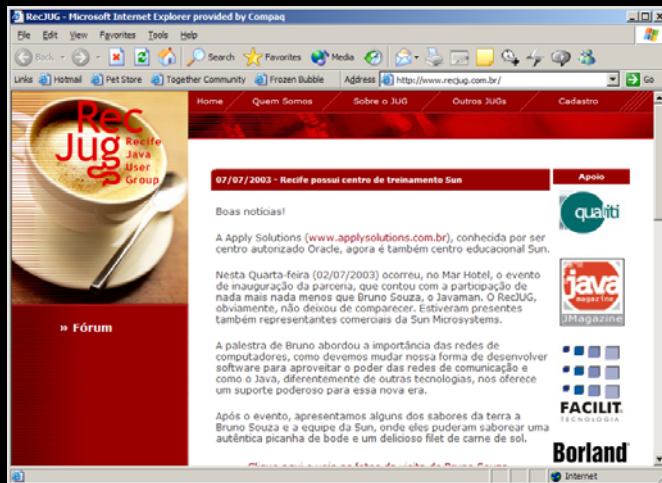 RecJUG - Microsoft Internet Explorer provided by Compaq
File Edit View Favorites Tools Help
Back Search Favorites Media
Links Hotmail Pet Store Together Community Frozen Bubble Address http://www.recjug.com.br/ Go
Home Quem Somos Sobre o JUG Outros JUGs Cadastro
Rec
Jug
Recife
Java
User
Group
» Fórum
07/07/2003 - Recife possui centro de treinamento Sun
Boas notícias!
A Apply Solutions (www.applysolutions.com.br), conhecida por ser
centro autorizado Oracle, agora é também centro educacional Sun.
Nesta Quarta-feira (02/07/2003) ocorreu, no Mar Hotel, o evento
de inauguração da parceria, que contou com a participação de
nada mais nada menos que Bruno Souza, o Javaman. O RecJUG,
obviamente, não deixou de comparecer. Estiveram presentes
também representantes comerciais da Sun Microsystems.
A palestra de Bruno abordou a importância das redes de
computadores, como devemos mudar nossa forma de desenvolver
software para aproveitar o poder das redes de comunicação e
como o Java, diferentemente de outras tecnologias, nos oferece
um suporte poderoso para essa nova era.
Após o evento, apresentamos alguns dos sabores da terra a
Bruno Souza e a equipe da Sun, onde eles puderam saborear uma
autêntica picanha de bode e um delicioso filet de carne de sol.
Apoio
qualiti
java
magazine
JMagazine
FACILIT
TECNOLOGIA
Borland
Internet